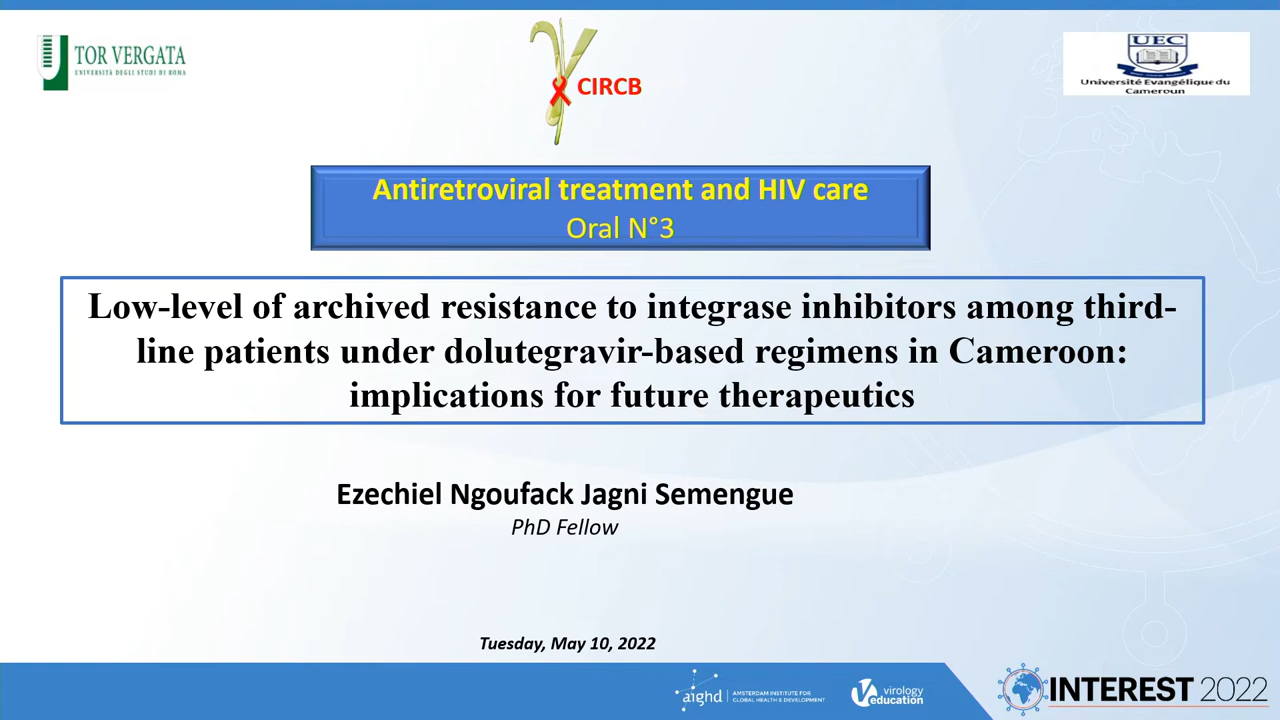 TOR VERGATA
UNIVERSITÀ DEGLI STUDI DI ROMA
CIRCB
UEC
Université Evangélique du
Cameroun
Antiretroviral treatment and HIV care
Oral N°3
Low-level of archived resistance to integrase inhibitors among third-
line patients under dolutegravir-based regimens in Cameroon:
implications for future therapeutics
Ezechiel Ngoufack Jagni Semengue
PhD Fellow
Tuesday, May 10, 2022
aighd
AMSTERDAM INSTITUTE FOR
GLOBAL HEALTH & DEVELOPMENT
virology
education
INTEREST 2022